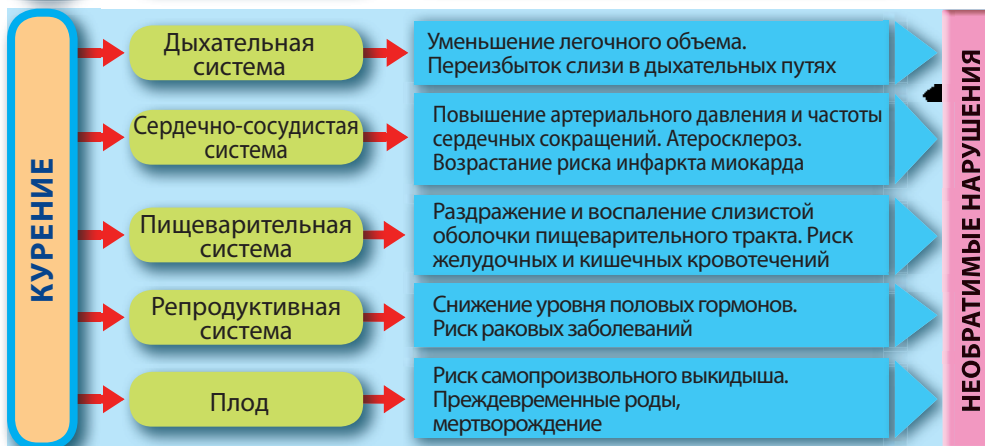 КУРЕНИЕ
Дыхательная
система
Уменьшение легочного объема.
Переизбыток слизи в дыхательных путях
Сердечно-сосудистая
система
Повышение артериального давления и частоты
сердечных сокращений. Атеросклероз.
Возрастание риска инфаркта миокарда
Пищеварительная
система
Раздражение и воспаление слизистой
оболочки пищеварительного тракта. Риск
желудочных и кишечных кровотечений
Репродуктивная
система
Снижение уровня половых гормонов.
Риск раковых заболеваний
Плод
Риск самопроизвольного выкидыша.
Преждевременные роды,
мертворождение
НЕОБРАТИМЫЕ НАРУШЕНИЯ